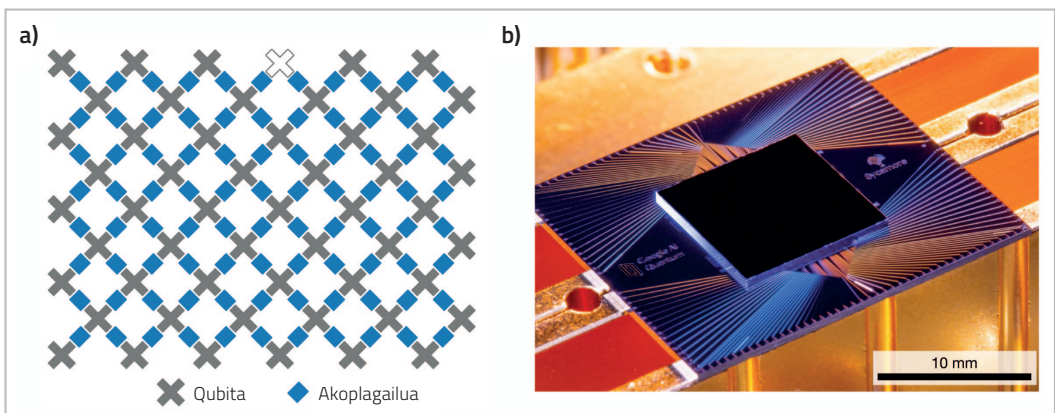 a)
b)
Qubita
Akoplagailua
Sycamore
Google AI
Quantum
10 mm